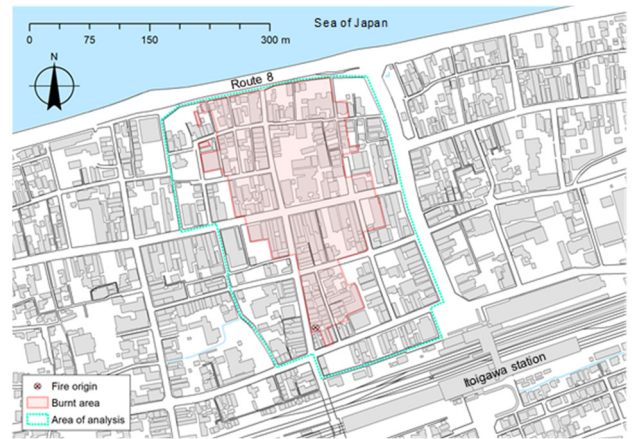 Sea of Japan
0 75 150 300 m
N
Route 8
Itoigawa station
Fire origin
Burnt area
Area of analysis